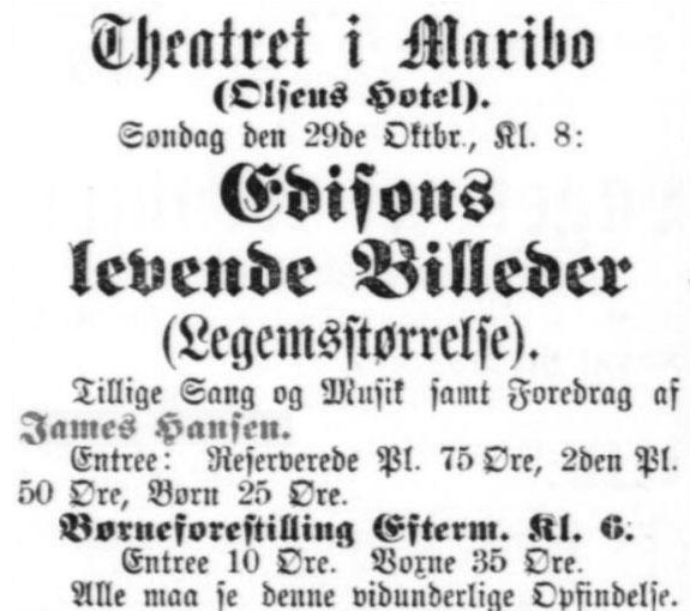 Theatret i Maribo
(Olsens Hotel).
Søndag den 29de Oktbr., Kl. 8:
Edisons
levende Billeder
(Legemsstørrelse).
Tillige Sang og Musik samt Foredrag af
James Hansen.
Entree: Reserverede Pl. 75 Øre, 2den Pl.
50 Øre, Børn 25 Øre.
Børneforestilling Efterm. Kl. 6.
Entree 10 Øre. Voxne 35 Øre.
Alle maa se denne vidunderlige Opfindelse.